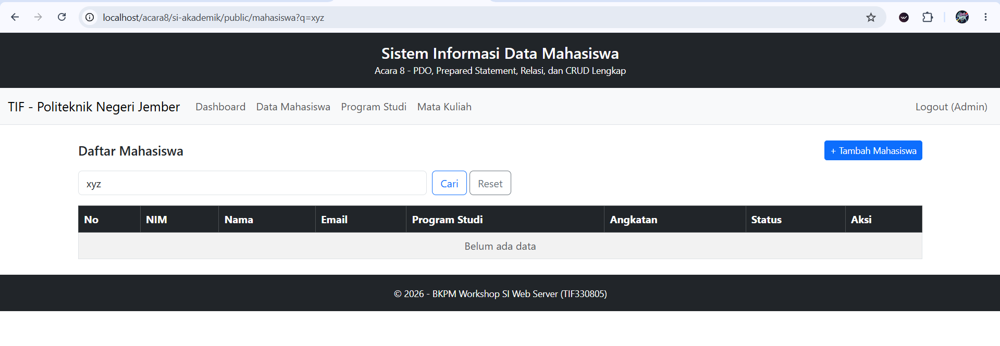 localhost/acara8/si-akademik/public/mahasiswa?q=xyz
Sistem Informasi Data Mahasiswa
Acara 8 - PDO, Prepared Statement, Relasi, dan CRUD Lengkap
TIF - Politeknik Negeri Jember Dashboard Data Mahasiswa Program Studi Mata Kuliah Logout (Admin)
Daftar Mahasiswa + Tambah Mahasiswa
xyz Cari Reset
No NIM Nama Email Program Studi Angkatan Status Aksi
Belum ada data
© 2026 - BKPM Workshop SI Web Server (TIF330805)